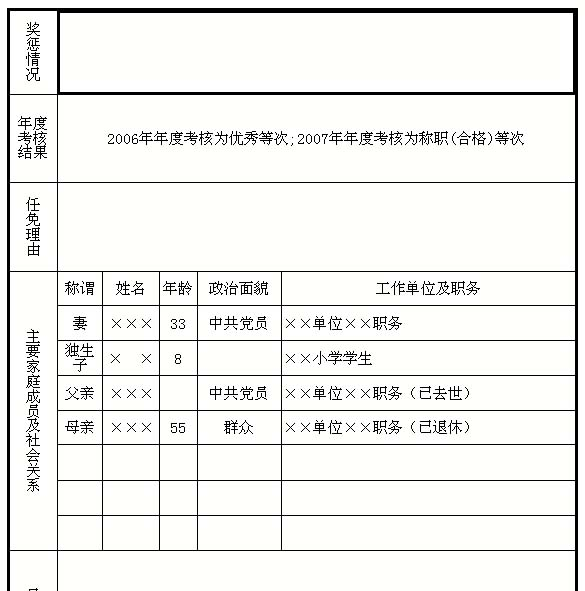 奖惩情况
年度
考核
结果
2006年年度考核为优秀等次;2007年年度考核为称职(合格)等次
任免理由
主要家庭成员及社会关系
称谓 姓名 年龄 政治面貌 工作单位及职务
妻 ××× 33 中共党员 ××单位××职务
独生子 × × 8 ××小学学生
父亲 ××× 中共党员 ××单位××职务（已去世）
母亲 ××× 55 群众 ××单位××职务（已退休）